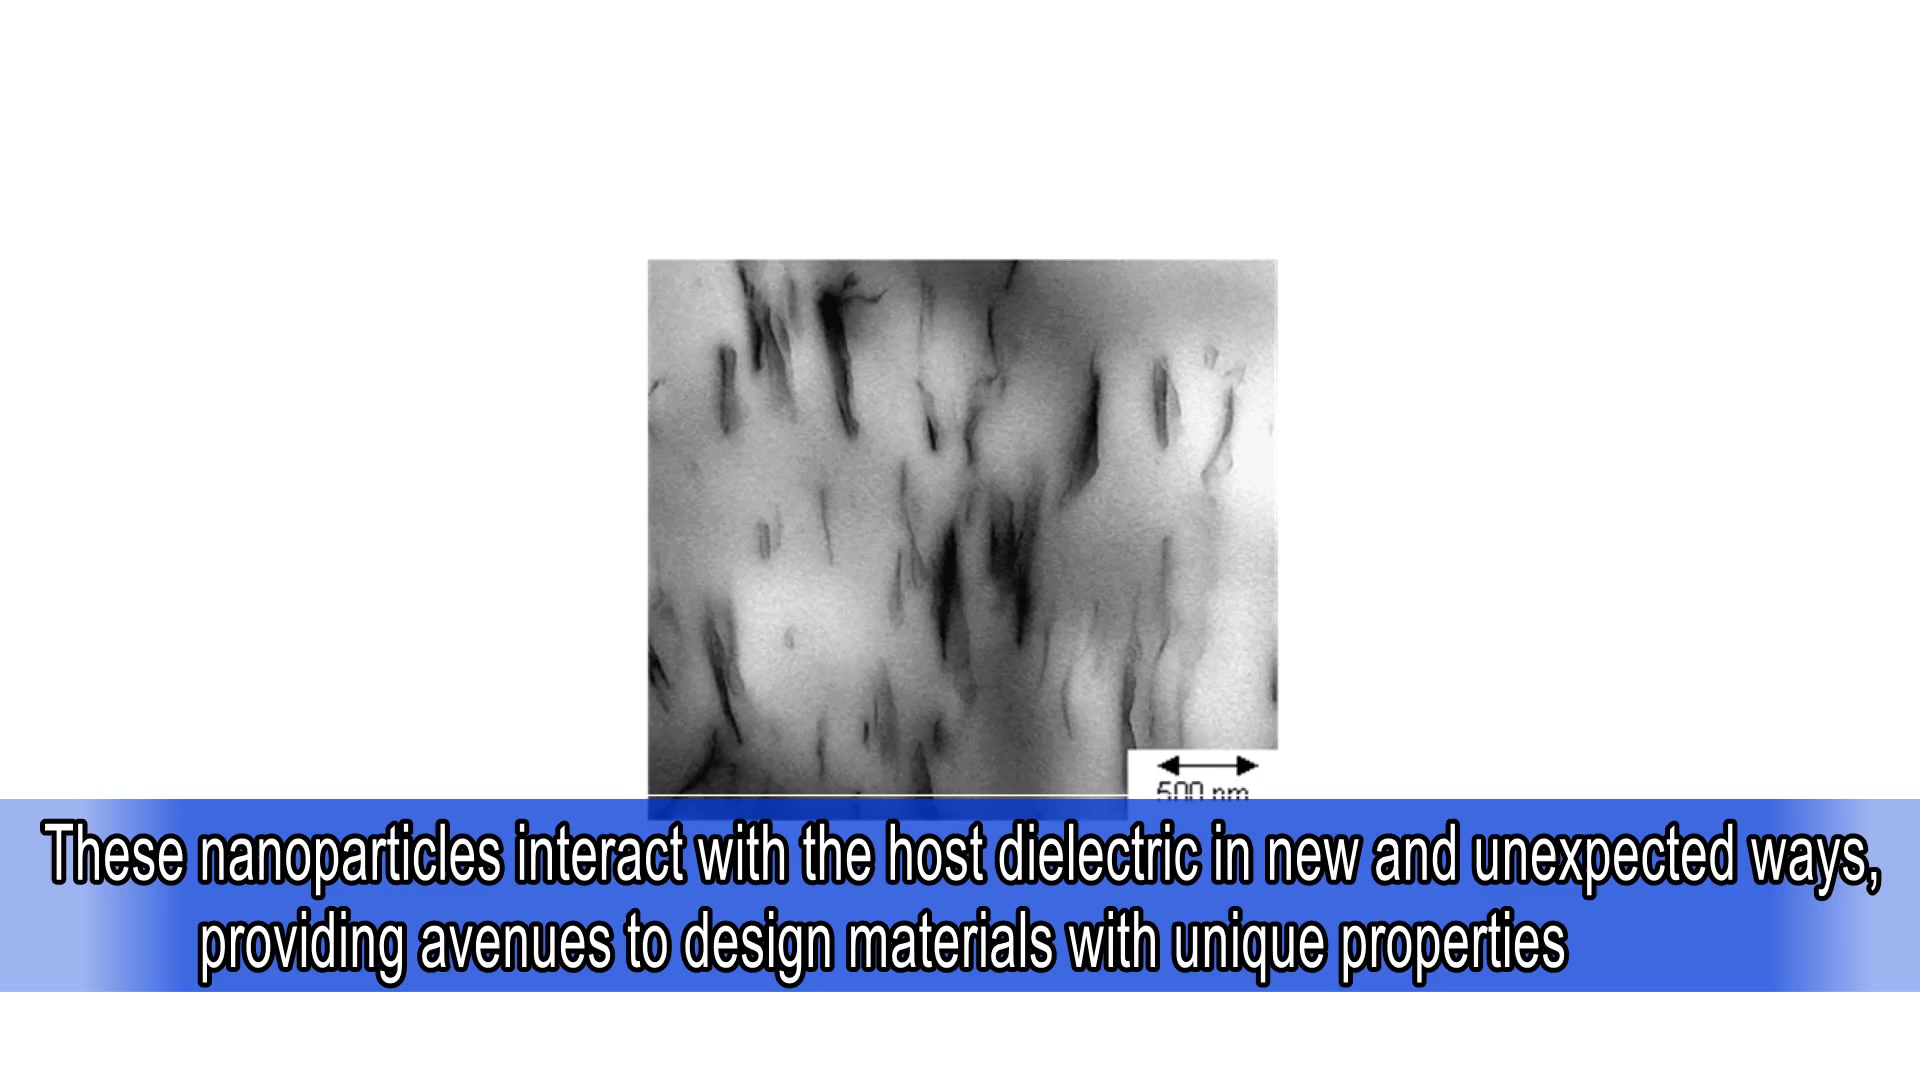 500 nm
These nanoparticles interact with the host dielectric in new and unexpected ways,
providing avenues to design materials with unique properties